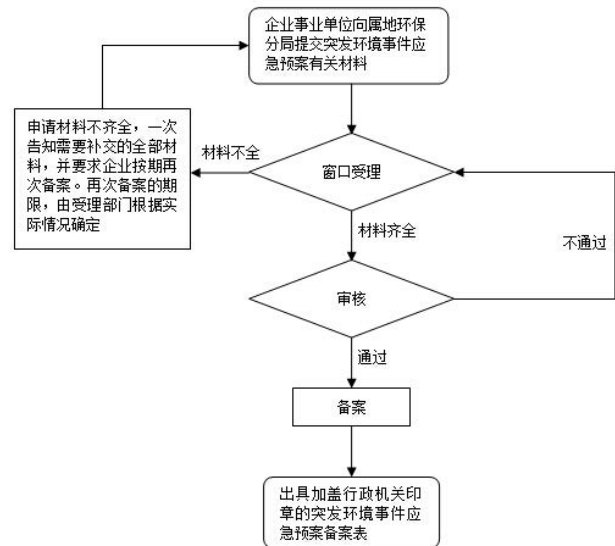 企业事业单位向属地环保
分局提交突发环境事件应
急预案有关材料
申请材料不齐全，一次
告知需要补交的全部材
料，并要求企业按期再
次备案。再次备案的期
限，由受理部门根据实
际情况确定
材料不全
窗口受理
材料齐全
不通过
审核
通过
备案
出具加盖行政机关印
章的突发环境事件应
急预案备案表